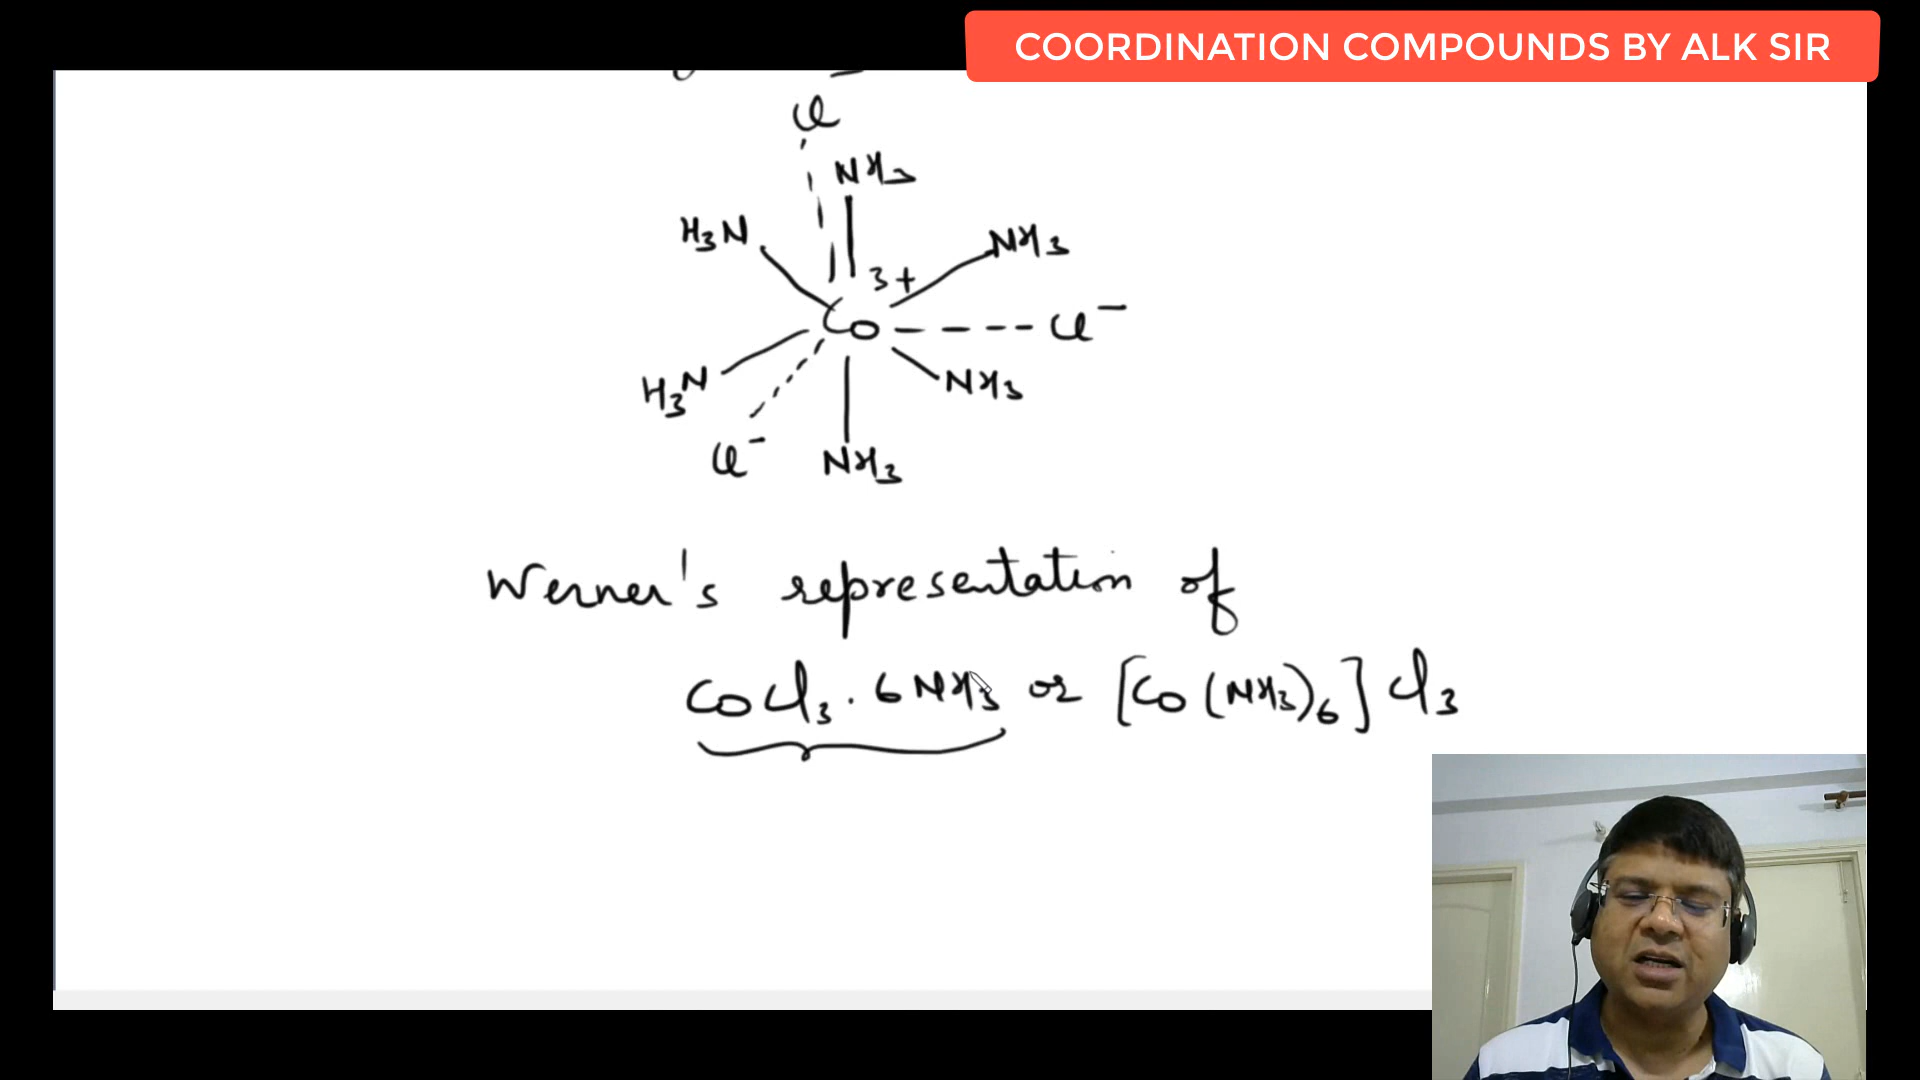 COORDINATION COMPOUNDS BY ALK SIR
Cl⁻
NH₃
H₃N
NH₃
3+
Co
Cl⁻
H₃N
NH₃
Cl⁻
NH₃
Werner's representation of
CoCl₃ · 6NH₃ or [Co(NH₃)₆]Cl₃